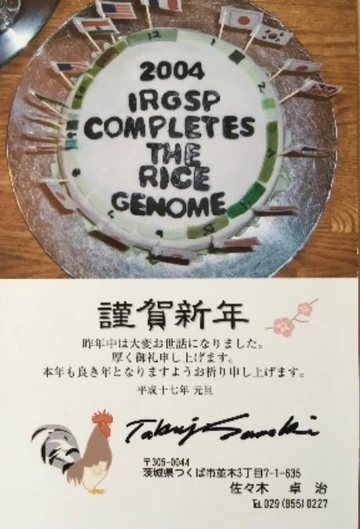 2004
IRGSP
COMPLETES
THE
RICE
GENOME
謹賀新年
昨年中は大変お世話になりました。
厚く御礼申し上げます。
本年も良き年となりますようお祈り申し上げます。
平成十七年 元旦
Takuji Sasaki
〒305-0044
茨城県つくば市並木3丁目7-1-635
佐々木 卓治
TEL 029 (855) 0227